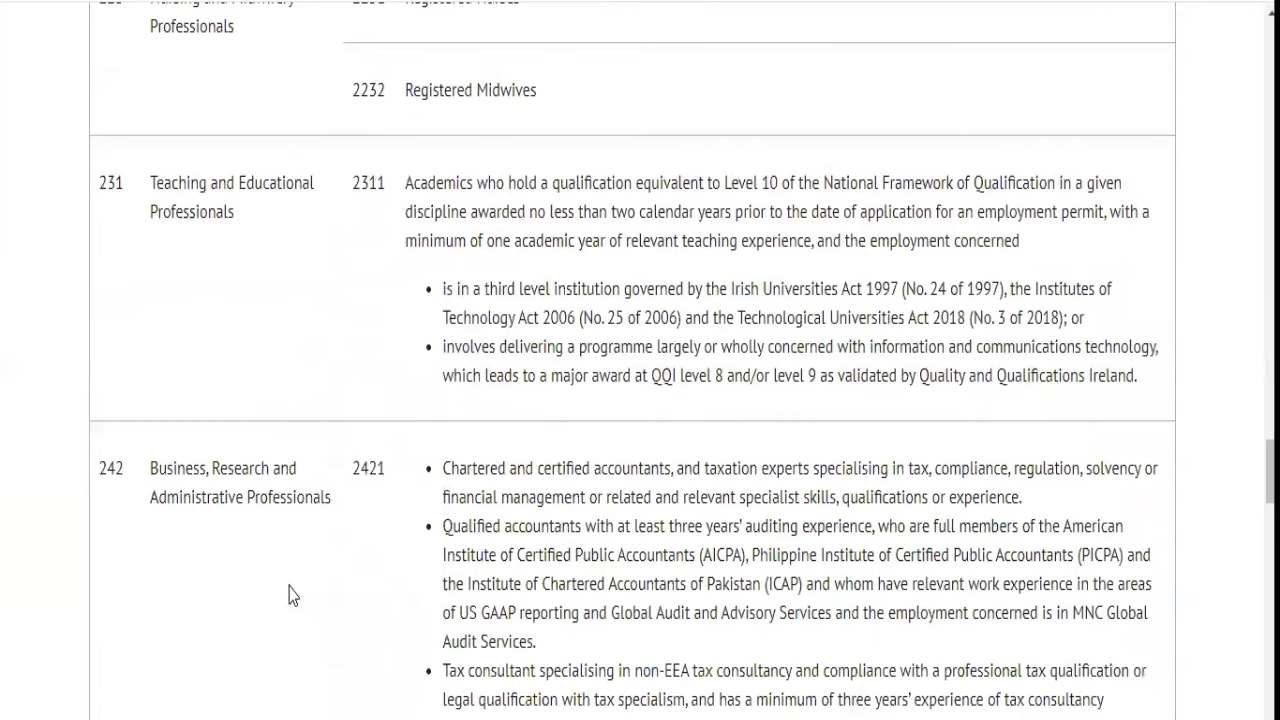 Professionals
2232 Registered Midwives
231 Teaching and Educational Professionals 2311 Academics who hold a qualification equivalent to Level 10 of the National Framework of Qualification in a given
discipline awarded no less than two calendar years prior to the date of application for an employment permit, with a
minimum of one academic year of relevant teaching experience, and the employment concerned
• is in a third level institution governed by the Irish Universities Act 1997 (No. 24 of 1997), the Institutes of
Technology Act 2006 (No. 25 of 2006) and the Technological Universities Act 2018 (No. 3 of 2018); or
• involves delivering a programme largely or wholly concerned with information and communications technology,
which leads to a major award at QQI level 8 and/or level 9 as validated by Quality and Qualifications Ireland.
242 Business, Research and
Administrative Professionals
2421
• Chartered and certified accountants, and taxation experts specialising in tax, compliance, regulation, solvency or
financial management or related and relevant specialist skills, qualifications or experience.
• Qualified accountants with at least three years' auditing experience, who are full members of the American
Institute of Certified Public Accountants (AICPA), Philippine Institute of Certified Public Accountants (PICPA) and
the Institute of Chartered Accountants of Pakistan (ICAP) and whom have relevant work experience in the areas
of US GAAP reporting and Global Audit and Advisory Services and the employment concerned is in MNC Global
Audit Services.
• Tax consultant specialising in non-EEA tax consultancy and compliance with a professional tax qualification or
legal qualification with tax specialism, and has a minimum of three years' experience of tax consultancy